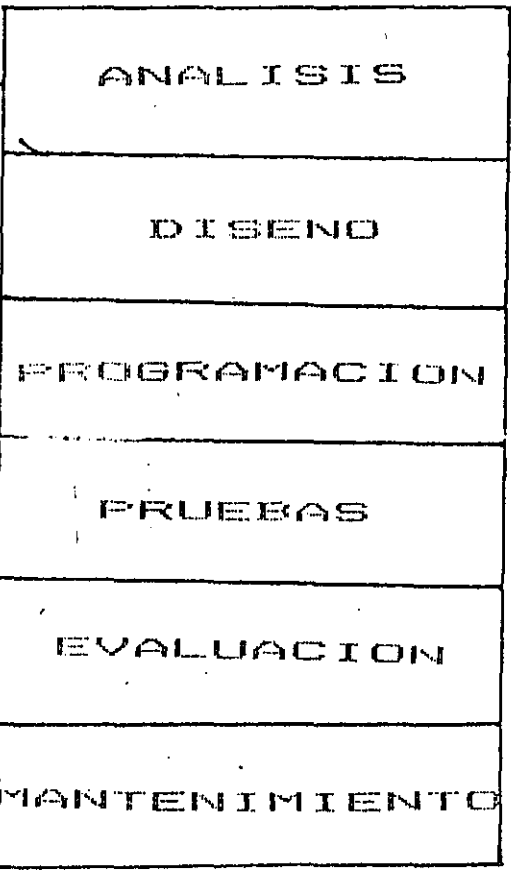 ANALISIS
DISENO
PROGRAMACION
PRUEBAS
EVALUACION
MANTENIMIENTO